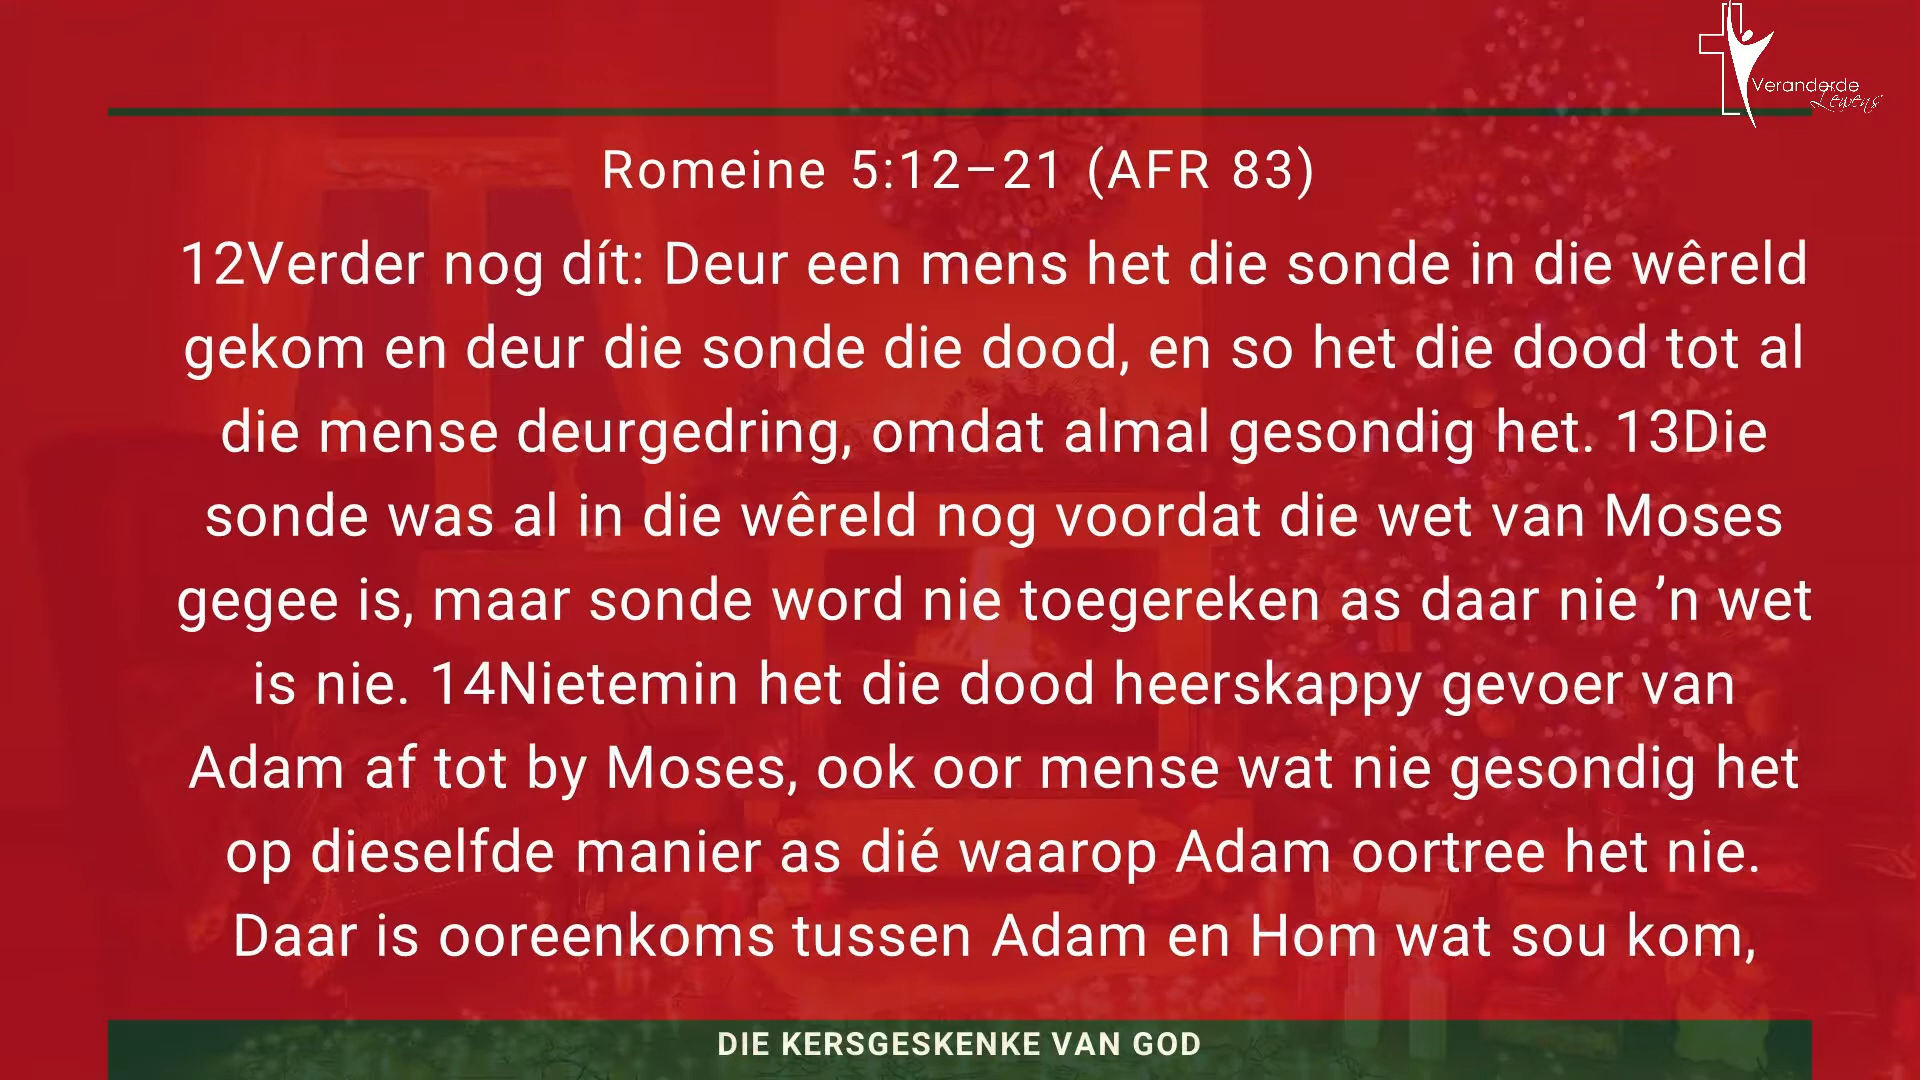 Veranderde
Lewens
Romeine 5:12–21 (AFR 83)
12Verder nog dít: Deur een mens het die sonde in die wêreld
gekom en deur die sonde die dood, en so het die dood tot al
die mense deurgedring, omdat almal gesondig het. 13Die
sonde was al in die wêreld nog voordat die wet van Moses
gegee is, maar sonde word nie toegereken as daar nie ’n wet
is nie. 14Nietemin het die dood heerskappy gevoer van
Adam af tot by Moses, ook oor mense wat nie gesondig het
op dieselfde manier as dié waarop Adam oortree het nie.
Daar is ooreenkoms tussen Adam en Hom wat sou kom,
DIE KERSGESKENKE VAN GOD